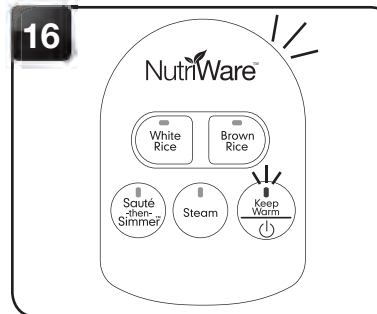 16
NutriWare™
White
Rice
Brown
Rice
Sauté
-then-
Simmer™
Steam
Keep
Warm